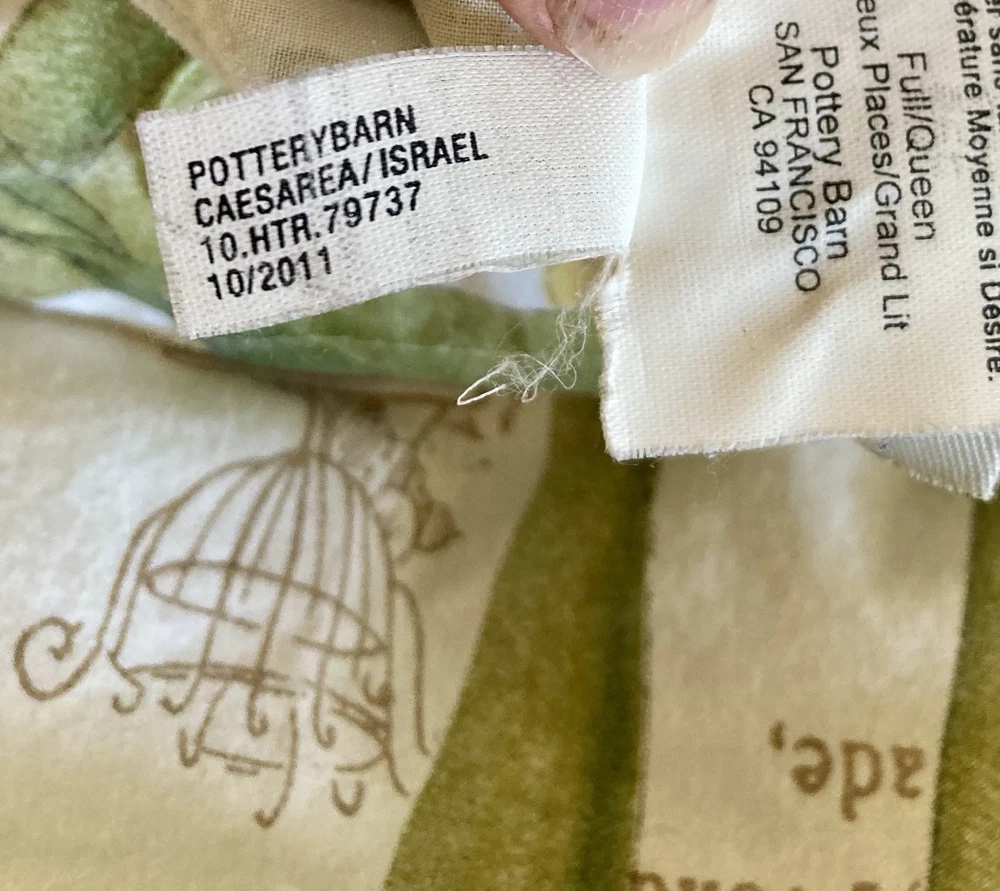 POTTERYBARN
CAESAREA/ISRAEL
10.HTR.79737
10/2011
érature Moyenne si Désiré.
Full/Queen
eux Places/Grand Lit
Pottery Barn
SAN FRANCISCO
CA 94109
ade,